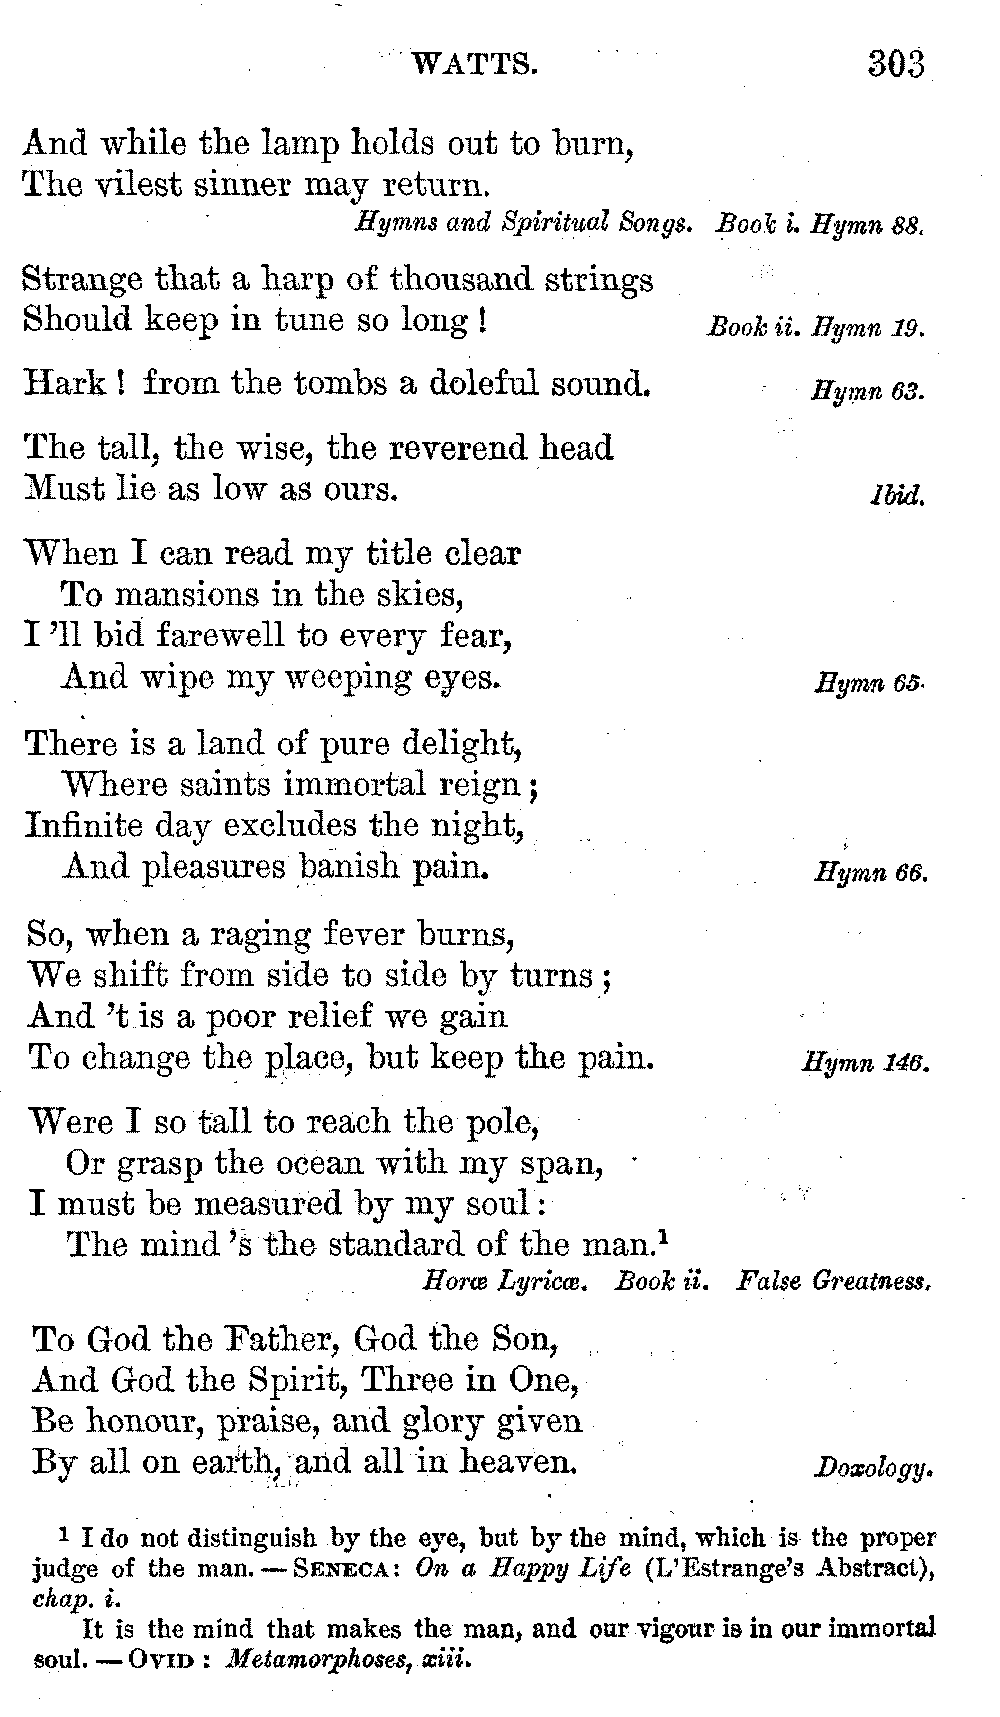 WATTS. 303
And while the lamp holds out to burn,
The vilest sinner may return.
Hymns and Spiritual Songs. Book i. Hymn 88.
Strange that a harp of thousand strings
Should keep in tune so long !
Book ii. Hymn 19.
Hark ! from the tombs a doleful sound.
Hymn 63.
The tall, the wise, the reverend head
Must lie as low as ours.
Ibid.
When I can read my title clear
To mansions in the skies,
I 'll bid farewell to every fear,
And wipe my weeping eyes.
Hymn 65.
There is a land of pure delight,
Where saints immortal reign ;
Infinite day excludes the night,
And pleasures banish pain.
Hymn 66.
So, when a raging fever burns,
We shift from side to side by turns ;
And 't is a poor relief we gain
To change the place, but keep the pain.
Hymn 146.
Were I so tall to reach the pole,
Or grasp the ocean with my span,
I must be measured by my soul :
The mind 's the standard of the man.¹
Horæ Lyricæ. Book ii. False Greatness.
To God the Father, God the Son,
And God the Spirit, Three in One,
Be honour, praise, and glory given
By all on earth, and all in heaven.
Doxology.
¹ I do not distinguish by the eye, but by the mind, which is the proper
judge of the man. — SENECA: On a Happy Life (L'Estrange's Abstract),
chap. i.
It is the mind that makes the man, and our vigour is in our immortal
soul. — OVID : Metamorphoses, xiii.